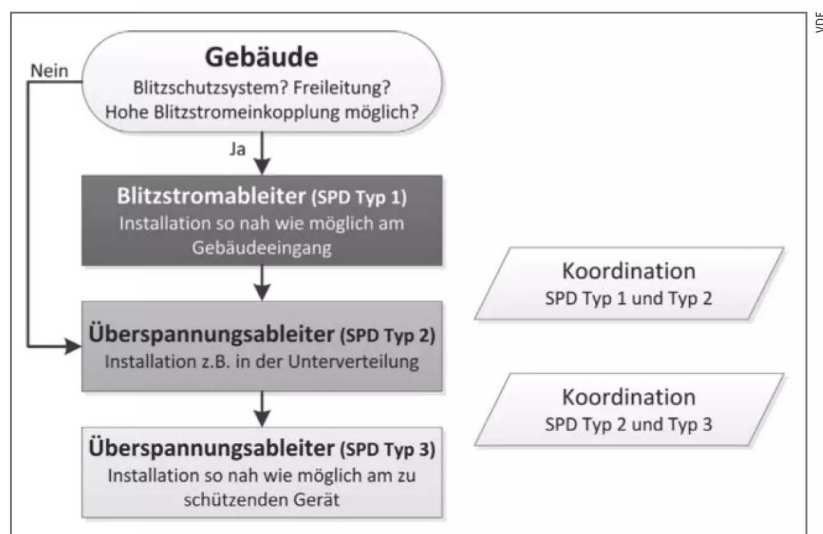 VDE
Gebäude
Nein
Blitzschutzsystem? Freileitung?
Hohe Blitzstromeinkopplung möglich?
Ja
Blitzstromableiter (SPD Typ 1)
Installation so nah wie möglich am
Gebäudeeingang
Koordination
SPD Typ 1 und Typ 2
Überspannungsableiter (SPD Typ 2)
Installation z.B. in der Unterverteilung
Koordination
SPD Typ 2 und Typ 3
Überspannungsableiter (SPD Typ 3)
Installation so nah wie möglich am zu
schützenden Gerät